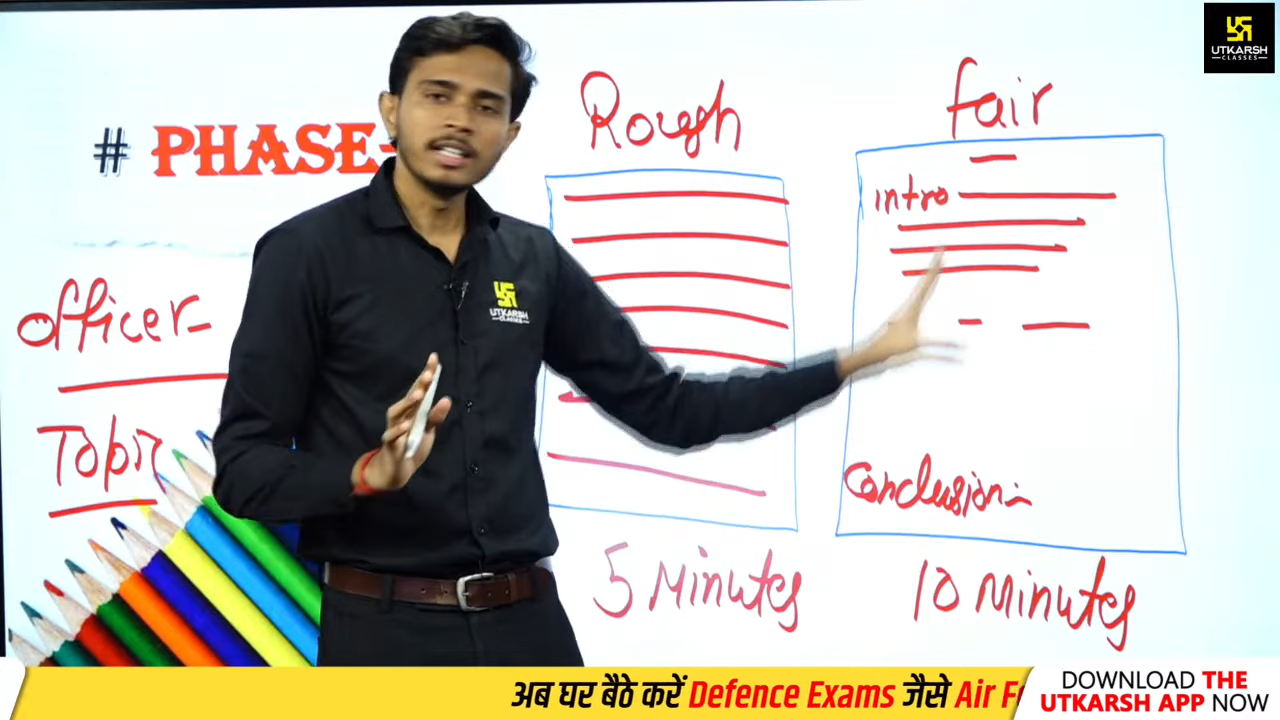 UTKARSH
CLASSES
# PHASE-
Rough
fair
intro
officer-
Topic
UTKARSH
CLASSES
Conclusion:-
5 Minutes
10 Minutes
अब घर बैठे करें Defence Exams जैसे Air
DOWNLOAD THE
UTKARSH APP NOW